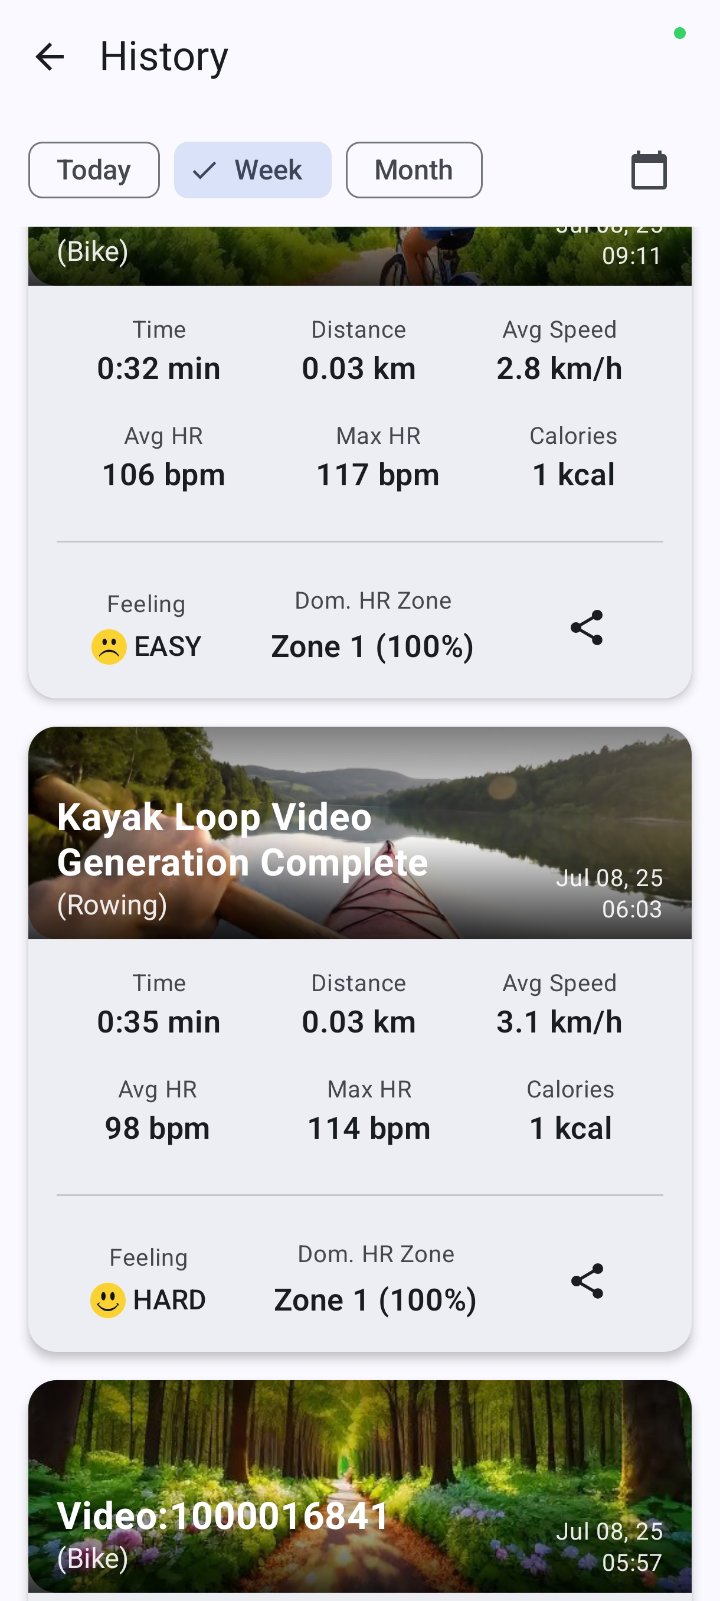 History
Today
Week
Month
(Bike)
Jul 08, 25
09:11
Time
Distance
Avg Speed
0:32 min
0.03 km
2.8 km/h
Avg HR
Max HR
Calories
106 bpm
117 bpm
1 kcal
Feeling
Dom. HR Zone
EASY
Zone 1 (100%)
Kayak Loop Video
Generation Complete
(Rowing)
Jul 08, 25
06:03
Time
Distance
Avg Speed
0:35 min
0.03 km
3.1 km/h
Avg HR
Max HR
Calories
98 bpm
114 bpm
1 kcal
Feeling
Dom. HR Zone
HARD
Zone 1 (100%)
Video:1000016841
(Bike)
Jul 08, 25
05:57